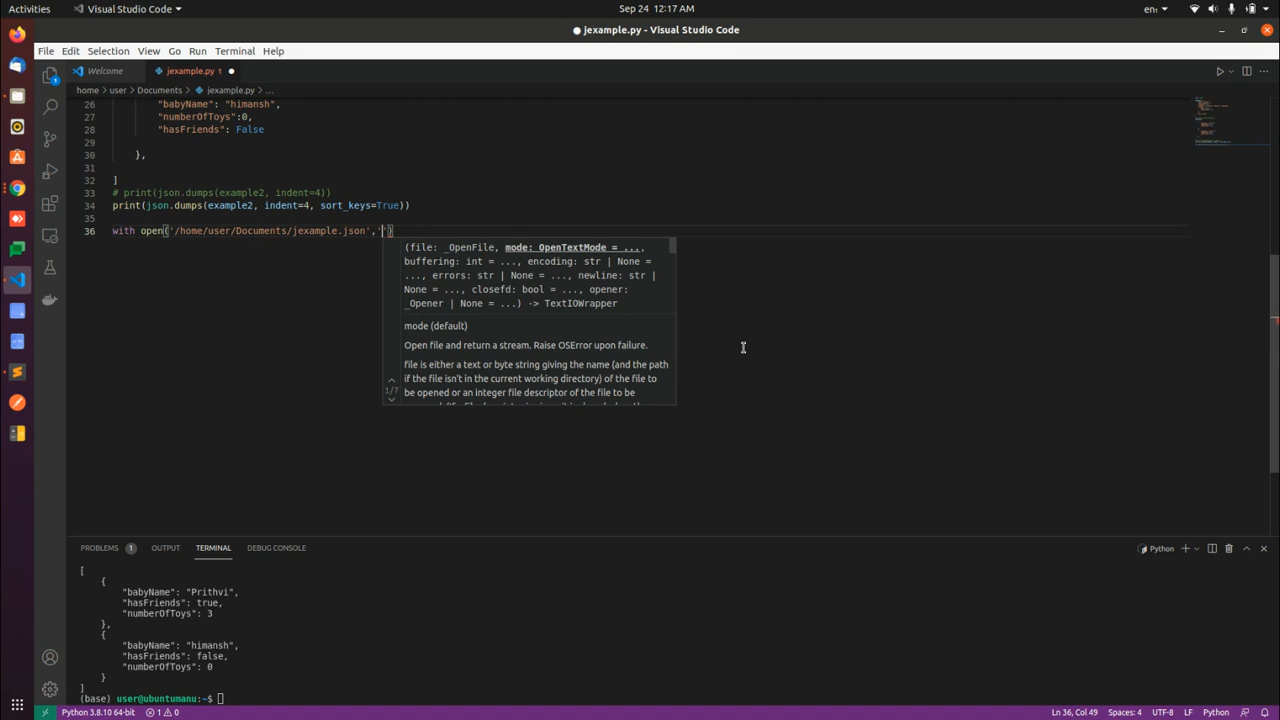 Activities
Visual Studio Code
Sep 24 12:17 AM
en₁
jexample.py - Visual Studio Code
File Edit Selection View Go Run Terminal Help
Welcome
jexample.py 1
home > user > Documents > jexample.py > ...
26 "babyName": "himansh",
27 "numberOfToys":0,
28 "hasFriends": False
29
30 },
31
32 ]
33 # print(json.dumps(example2, indent=4))
34 print(json.dumps(example2, indent=4, sort_keys=True))
35
36 with open('/home/user/Documents/jexample.json','')
(file: _OpenFile, mode: OpenTextMode = ...,
buffering: int = ..., encoding: str | None =
..., errors: str | None = ..., newline: str |
None = ..., closefd: bool = ..., opener:
_Opener | None = ...) -> TextIOWrapper
mode (default)
Open file and return a stream. Raise OSError upon failure.
file is either a text or byte string giving the name (and the path
if the file isn't in the current working directory) of the file to
1/7
be opened or an integer file descriptor of the file to be
PROBLEMS 1 OUTPUT TERMINAL DEBUG CONSOLE
Python
[
{
"babyName": "Prithvi",
"hasFriends": true,
"numberOfToys": 3
},
{
"babyName": "himansh",
"hasFriends": false,
"numberOfToys": 0
}
]
(base) user@ubuntumanu:~$
Python 3.8.10 64-bit 1 0
Ln 36, Col 49 Spaces: 4 UTF-8 LF Python